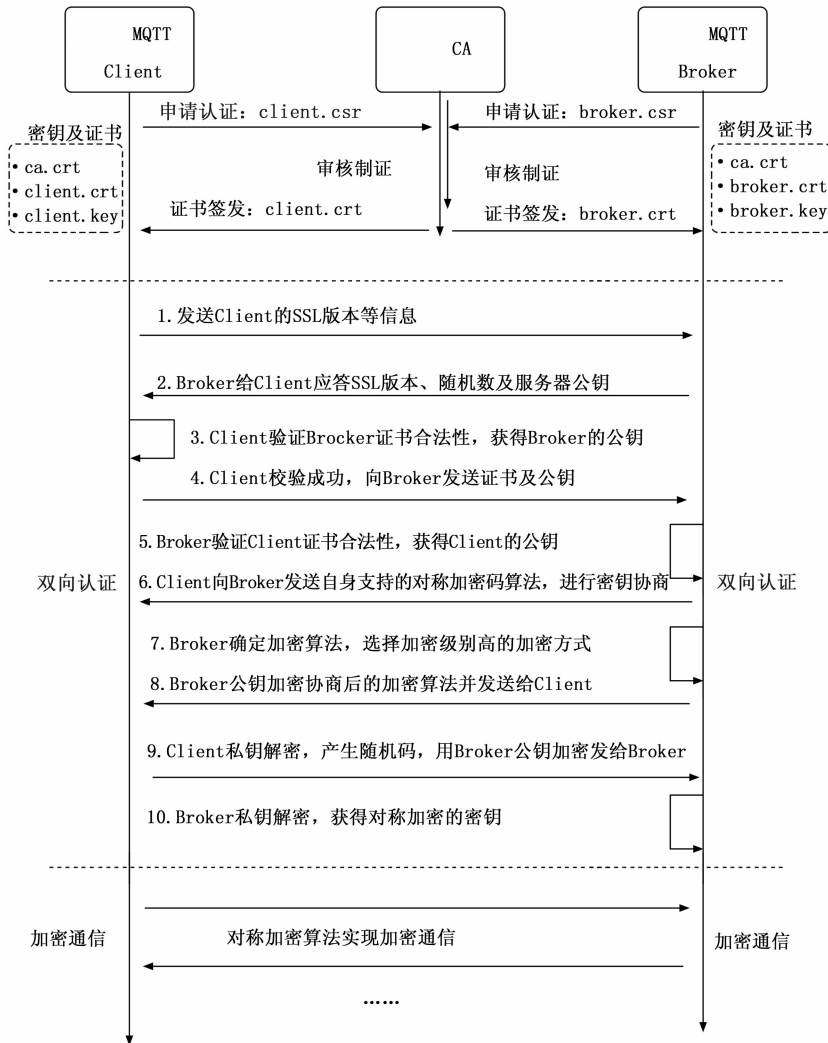 MQTT
Client
CA
MQTT
Broker
申请认证：client.csr
申请认证：broker.csr
密钥及证书
• ca.crt
• client.crt
• client.key
密钥及证书
• ca.crt
• broker.crt
• broker.key
审核制证
审核制证
证书签发：client.crt
证书签发：broker.crt
1.发送Client的SSL版本等信息
2.Broker给Client应答SSL版本、随机数及服务器公钥
3.Client验证Brocker证书合法性，获得Broker的公钥
4.Client校验成功，向Broker发送证书及公钥
5.Broker验证Client证书合法性，获得Client的公钥
双向认证
6.Client向Broker发送自身支持的对称加密码算法，进行密钥协商
双向认证
7.Broker确定加密算法，选择加密级别高的加密方式
8.Broker公钥加密协商后的加密算法并发送给Client
9.Client私钥解密，产生随机码，用Broker公钥加密发给Broker
10.Broker私钥解密，获得对称加密的密钥
加密通信
对称加密算法实现加密通信
加密通信
……